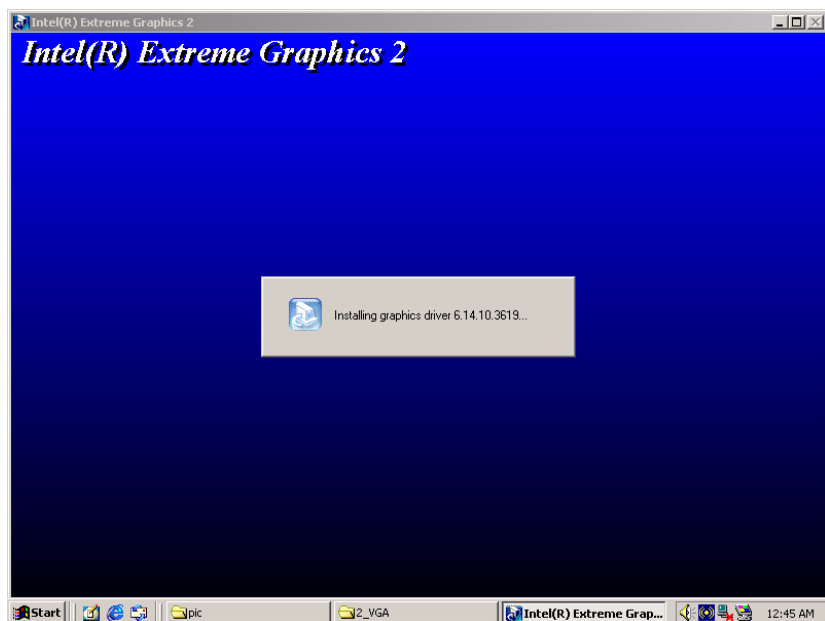 Intel(R) Extreme Graphics 2
Intel(R) Extreme Graphics 2
Installing graphics driver 6.14.10.3619...
Start
pic
2_VGA
Intel(R) Extreme Grap...
12:45 AM